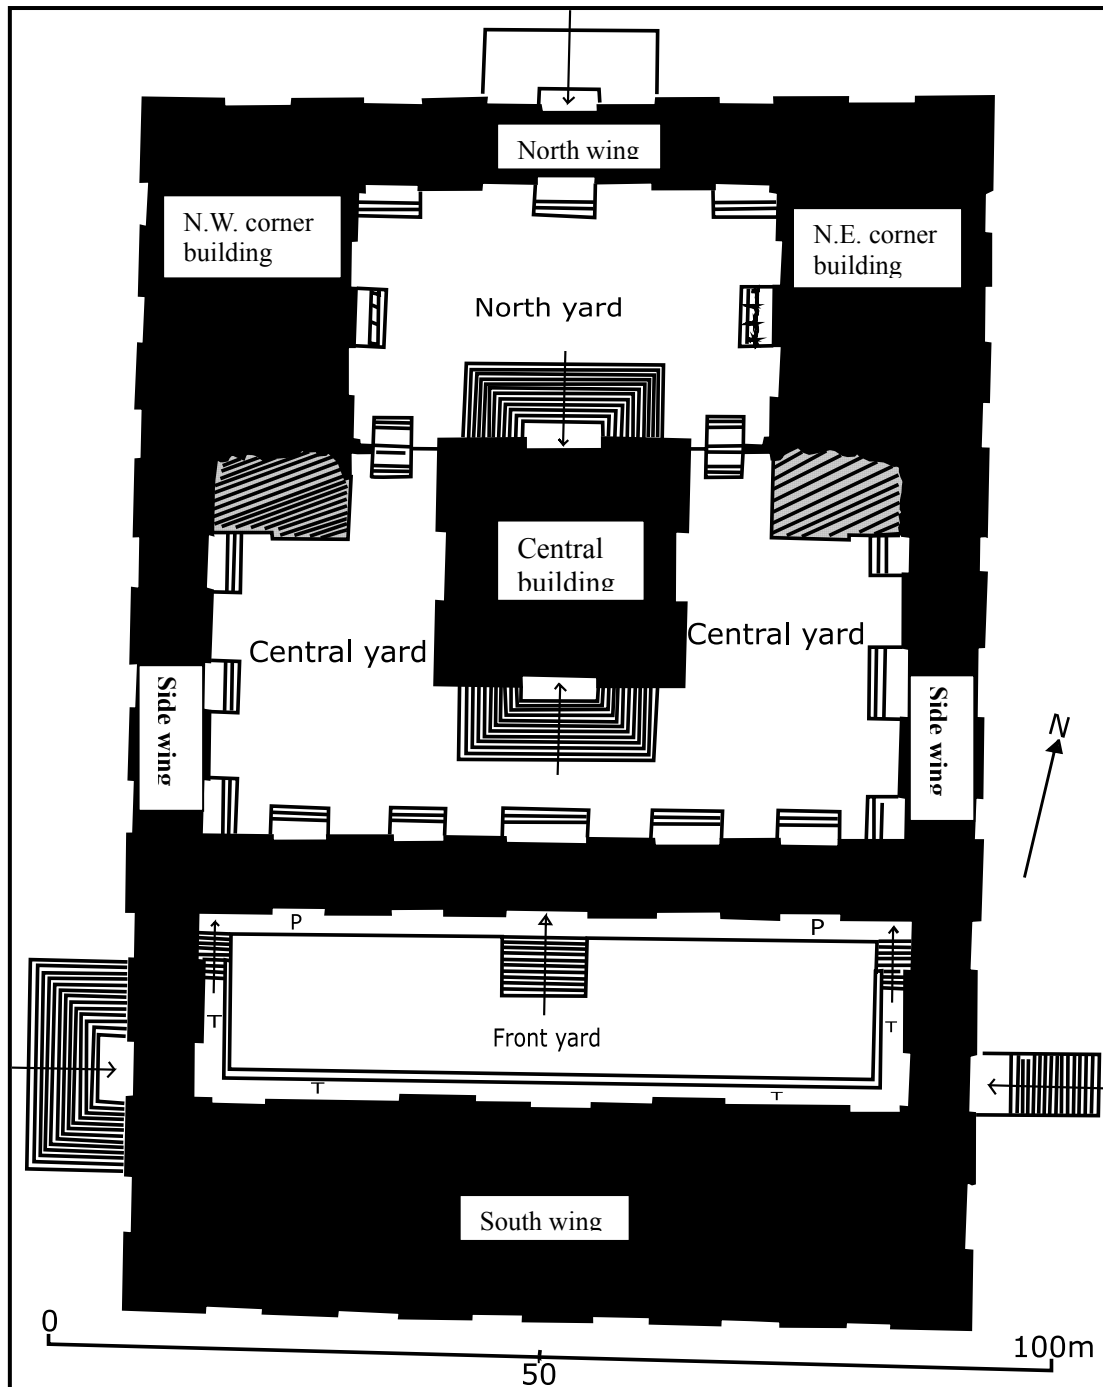 North wing
N.W. corner
building
N.E. corner
building
North yard
Central
building
Central yard
Central yard
Side wing
Side wing
N
P
P
T
T
Front yard
T
T
South wing
0
50
100m